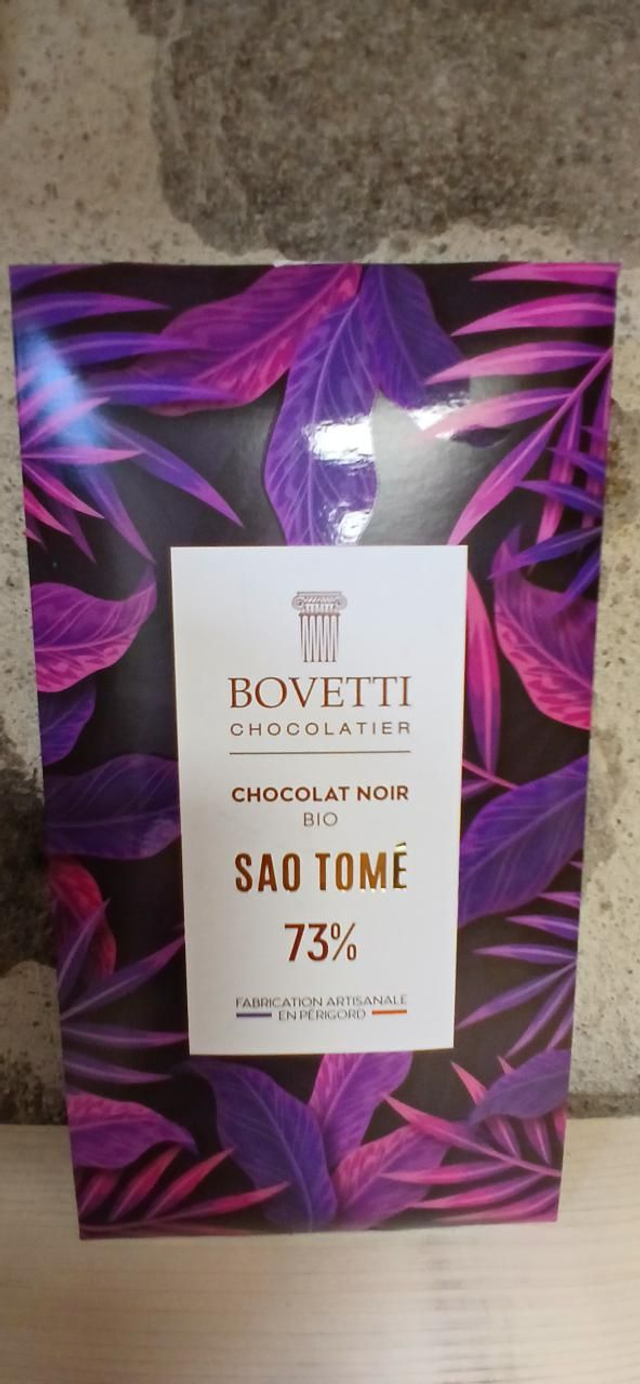 BOVETTI
CHOCOLATIER
CHOCOLAT NOIR
BIO
SAO TOMÉ
73%
FABRICATION ARTISANALE
EN PÉRIGORD